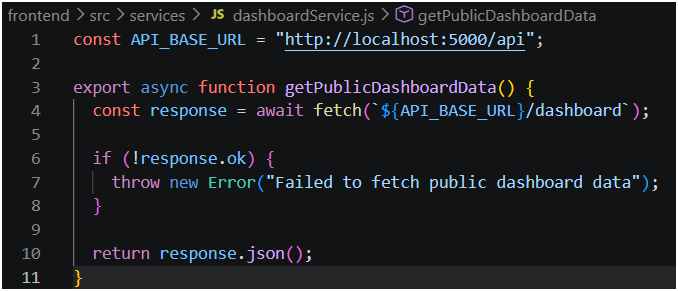 frontend > src > services > JS dashboardService.js > getPublicDashboardData
1 const API_BASE_URL = "http://localhost:5000/api";
2
3 export async function getPublicDashboardData() {
4   const response = await fetch(`${API_BASE_URL}/dashboard`);
5
6   if (!response.ok) {
7     throw new Error("Failed to fetch public dashboard data");
8   }
9
10   return response.json();
11 }